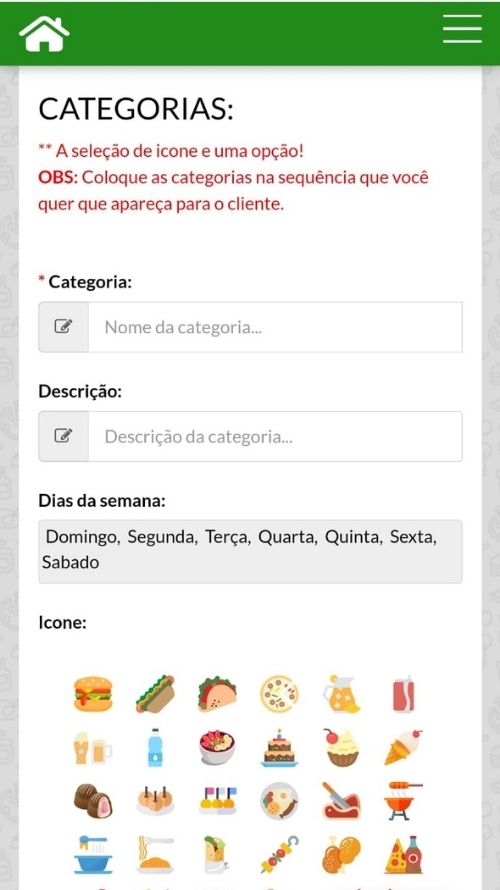 CATEGORIAS:
** A seleção de icone e uma opção!
OBS: Coloque as categorias na sequência que você
quer que apareça para o cliente.
* Categoria:
Nome da categoria...
Descrição:
Descrição da categoria...
Dias da semana:
Domingo, Segunda, Terça, Quarta, Quinta, Sexta,
Sabado
Icone: